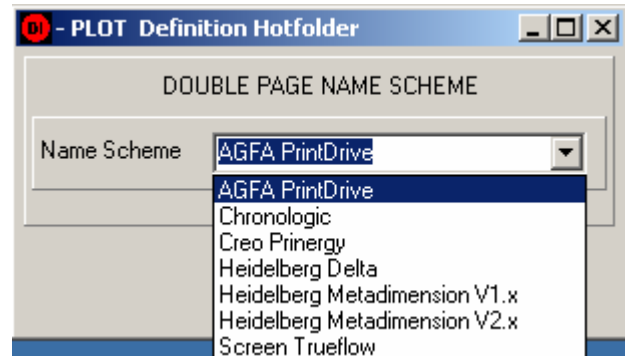 DI - PLOT Definition Hotfolder
DOUBLE PAGE NAME SCHEME
Name Scheme AGFA PrintDrive
AGFA PrintDrive
Chronologic
Creo Prinergy
Heidelberg Delta
Heidelberg Metadimension V1.x
Heidelberg Metadimension V2.x
Screen Trueflow